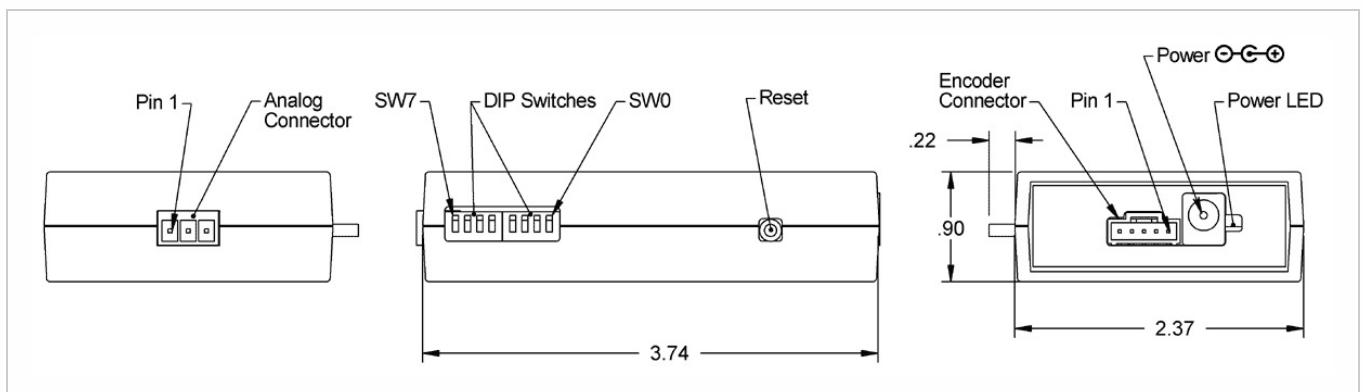 Pin 1
Analog
Connector
SW7
DIP Switches
SW0
Reset
3.74
Power
Encoder
Connector
Pin 1
Power LED
.22
.90
2.37